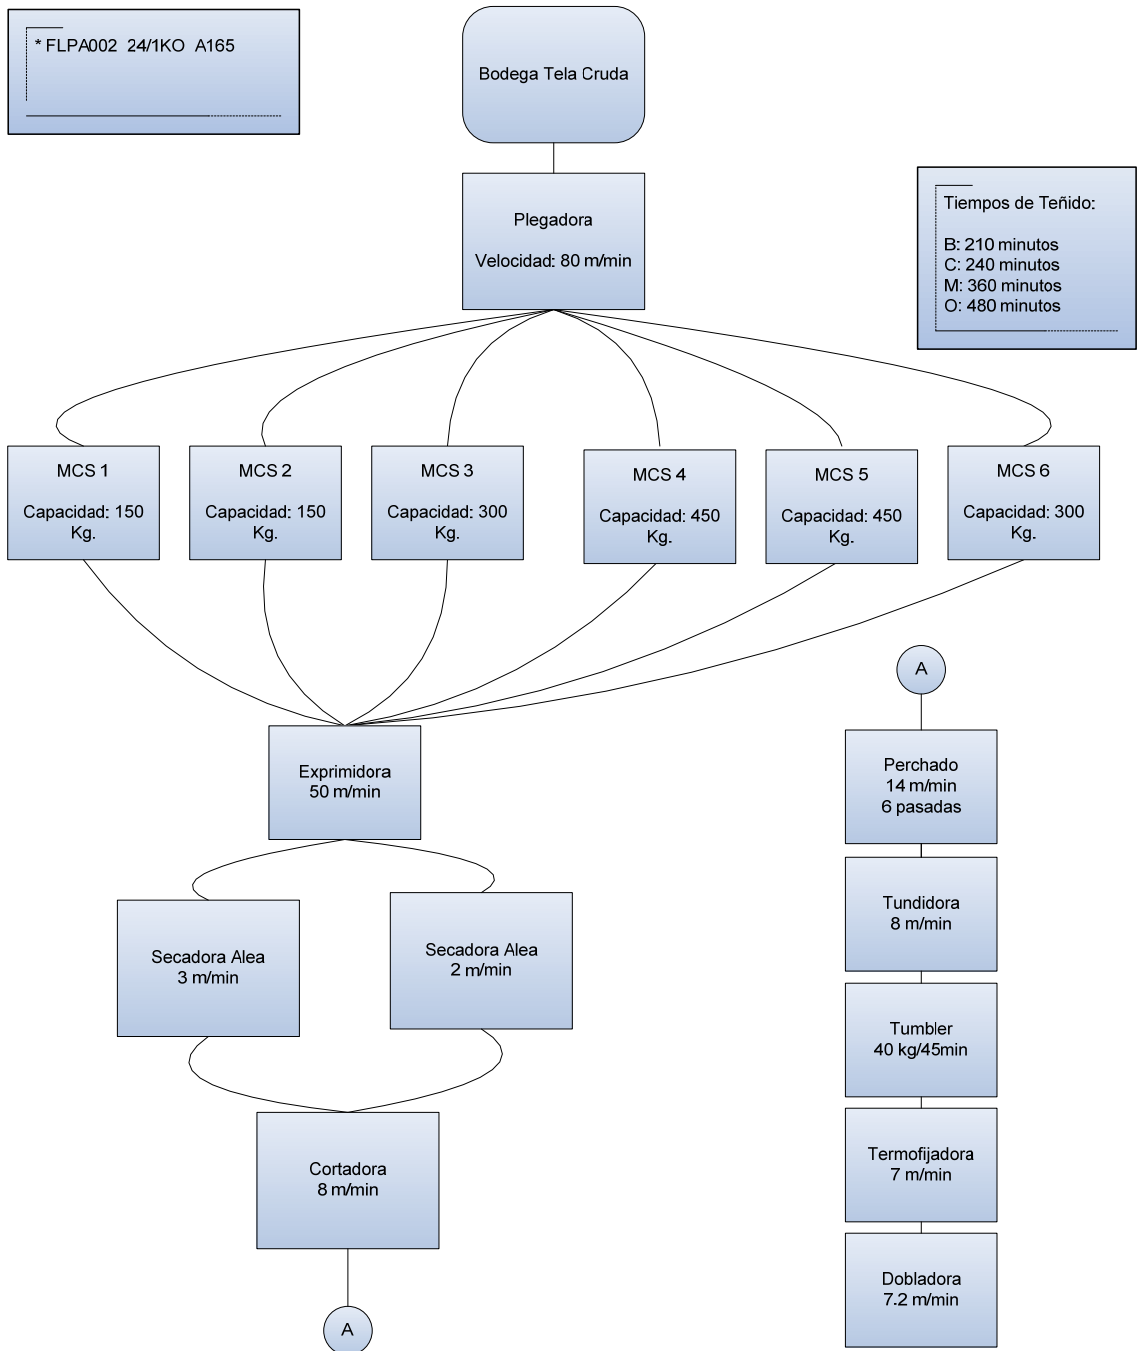 * FLPA002 24/1KO A165
Bodega Tela Cruda
Plegadora
Velocidad: 80 m/min
Tiempos de Teñido:
B: 210 minutos
C: 240 minutos
M: 360 minutos
O: 480 minutos
MCS 1
Capacidad: 150
Kg.
MCS 2
Capacidad: 150
Kg.
MCS 3
Capacidad: 300
Kg.
MCS 4
Capacidad: 450
Kg.
MCS 5
Capacidad: 450
Kg.
MCS 6
Capacidad: 300
Kg.
Exprimidora
50 m/min
Secadora Alea
3 m/min
Secadora Alea
2 m/min
Cortadora
8 m/min
A
A
Perchado
14 m/min
6 pasadas
Tundidora
8 m/min
Tumbler
40 kg/45min
Termofijadora
7 m/min
Dobladora
7.2 m/min